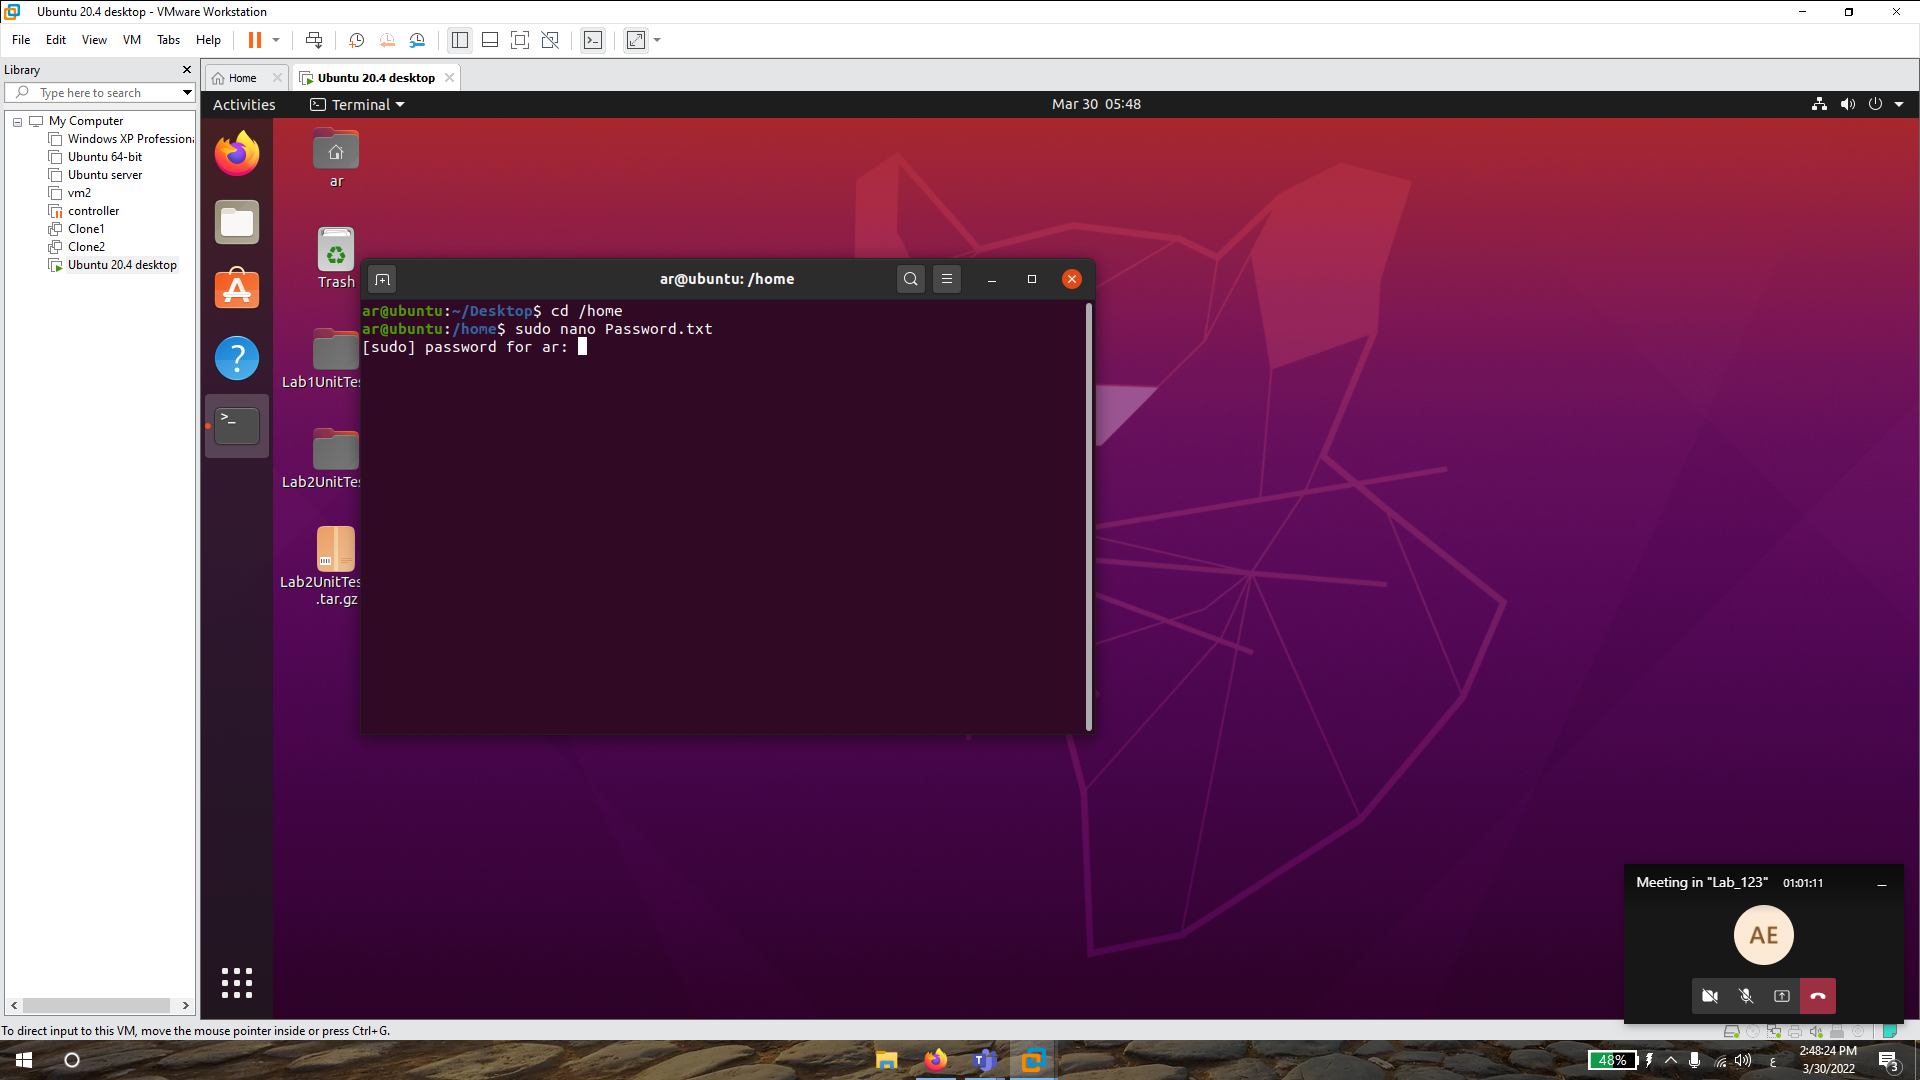 Ubuntu 20.4 desktop - VMware Workstation
File Edit View VM Tabs Help
Library
Type here to search
My Computer
Windows XP Professiona
Ubuntu 64-bit
Ubuntu server
vm2
controller
Clone1
Clone2
Ubuntu 20.4 desktop
Home
Ubuntu 20.4 desktop
Activities
Terminal
Mar 30 05:48
ar
Trash
Lab1UnitTes
Lab2UnitTes
Lab2UnitTes
.tar.gz
ar@ubuntu: /home
ar@ubuntu:~/Desktop$ cd /home
ar@ubuntu:/home$ sudo nano Password.txt
[sudo] password for ar:
Meeting in "Lab_123" 01:01:11
AE
To direct input to this VM, move the mouse pointer inside or press Ctrl+G.
48%
ع
2:48:24 PM
3/30/2022
3